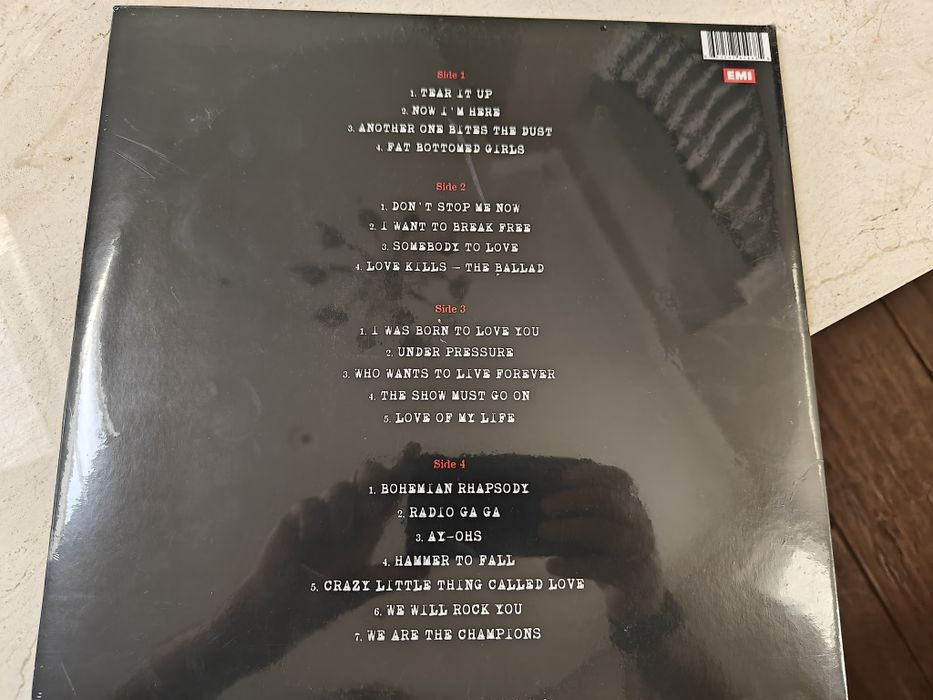 EMI
Side 1
1. TEAR IT UP
2. NOW I'M HERE
3. ANOTHER ONE BITES THE DUST
4. FAT BOTTOMED GIRLS
Side 2
1. DON'T STOP ME NOW
2. I WANT TO BREAK FREE
3. SOMEBODY TO LOVE
4. LOVE KILLS – THE BALLAD
Side 3
1. I WAS BORN TO LOVE YOU
2. UNDER PRESSURE
3. WHO WANTS TO LIVE FOREVER
4. THE SHOW MUST GO ON
5. LOVE OF MY LIFE
Side 4
1. BOHEMIAN RHAPSODY
2. RADIO GA GA
3. AY-OHS
4. HAMMER TO FALL
5. CRAZY LITTLE THING CALLED LOVE
6. WE WILL ROCK YOU
7. WE ARE THE CHAMPIONS